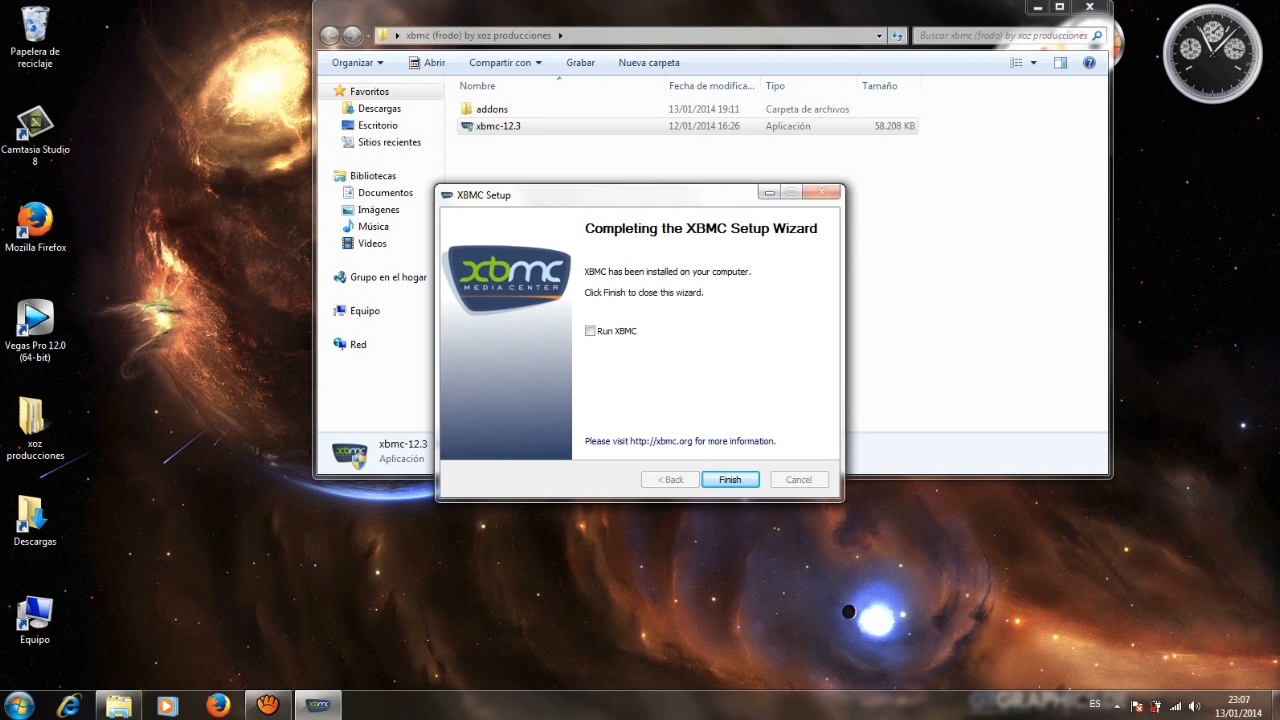 Papelera de
reciclaje
Camtasia Studio
8
Mozilla Firefox
Vegas Pro 12.0
(64-bit)
xoz
producciones
Descargas
Equipo
xbmc (frodo) by xoz producciones
Buscar xbmc (frodo) by xoz producciones
Organizar
Abrir
Compartir con
Grabar
Nueva carpeta
Nombre
Fecha de modifica...
Tipo
Tamaño
addons
13/01/2014 19:11
Carpeta de archivos
xbmc-12.3
12/01/2014 16:26
Aplicación
58.208 KB
Favoritos
Descargas
Escritorio
Sitios recientes
Bibliotecas
Documentos
Imágenes
Música
Vídeos
Grupo en el hogar
Equipo
Red
xbmc-12.3
Aplicación
XBMC Setup
xbmc
MEDIA CENTER
Completing the XBMC Setup Wizard
XBMC has been installed on your computer.
Click Finish to close this wizard.
Run XBMC
Please visit http://xbmc.org for more information.
< Back
Finish
Cancel
ES
23:07
13/01/2014